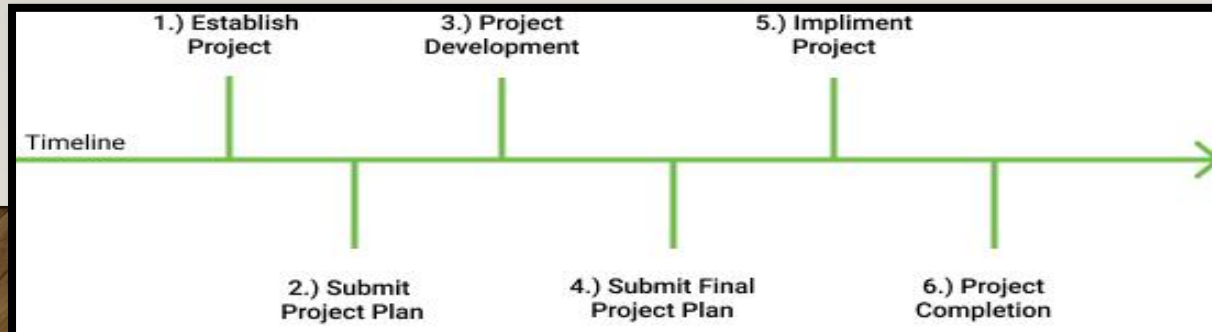 1.) Establish
Project
3.) Project
Development
5.) Impliment
Project
Timeline
2.) Submit
Project Plan
4.) Submit Final
Project Plan
6.) Project
Completion